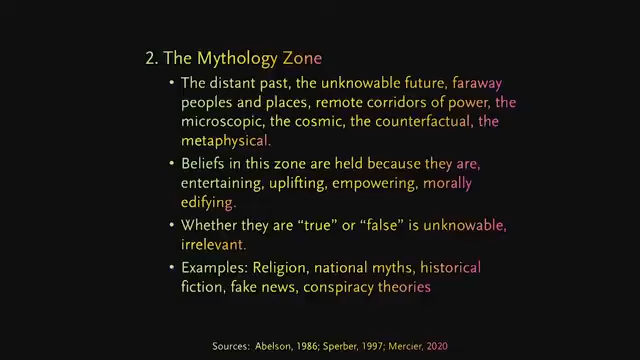 2. The Mythology Zone
• The distant past, the unknowable future, faraway
peoples and places, remote corridors of power, the
microscopic, the cosmic, the counterfactual, the
metaphysical.
• Beliefs in this zone are held because they are,
entertaining, uplifting, empowering, morally
edifying.
• Whether they are “true” or “false” is unknowable,
irrelevant.
• Examples: Religion, national myths, historical
fiction, fake news, conspiracy theories
Sources: Abelson, 1986; Sperber, 1997; Mercier, 2020